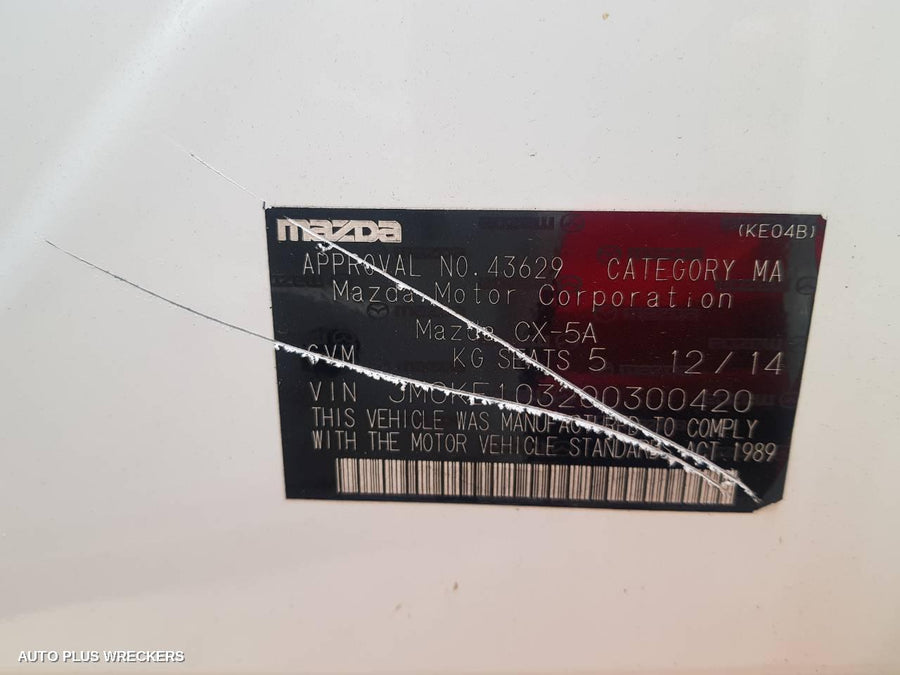 mazda (KE04B)
APPROVAL NO. 43629 CATEGORY MA
Mazda Motor Corporation
Mazda CX-5A
GVM KG SEATS 5 12/14
VIN JM0KE103200300420
THIS VEHICLE WAS MANUFACTURED TO COMPLY
WITH THE MOTOR VEHICLE STANDARDS ACT 1989
AUTO PLUS WRECKERS